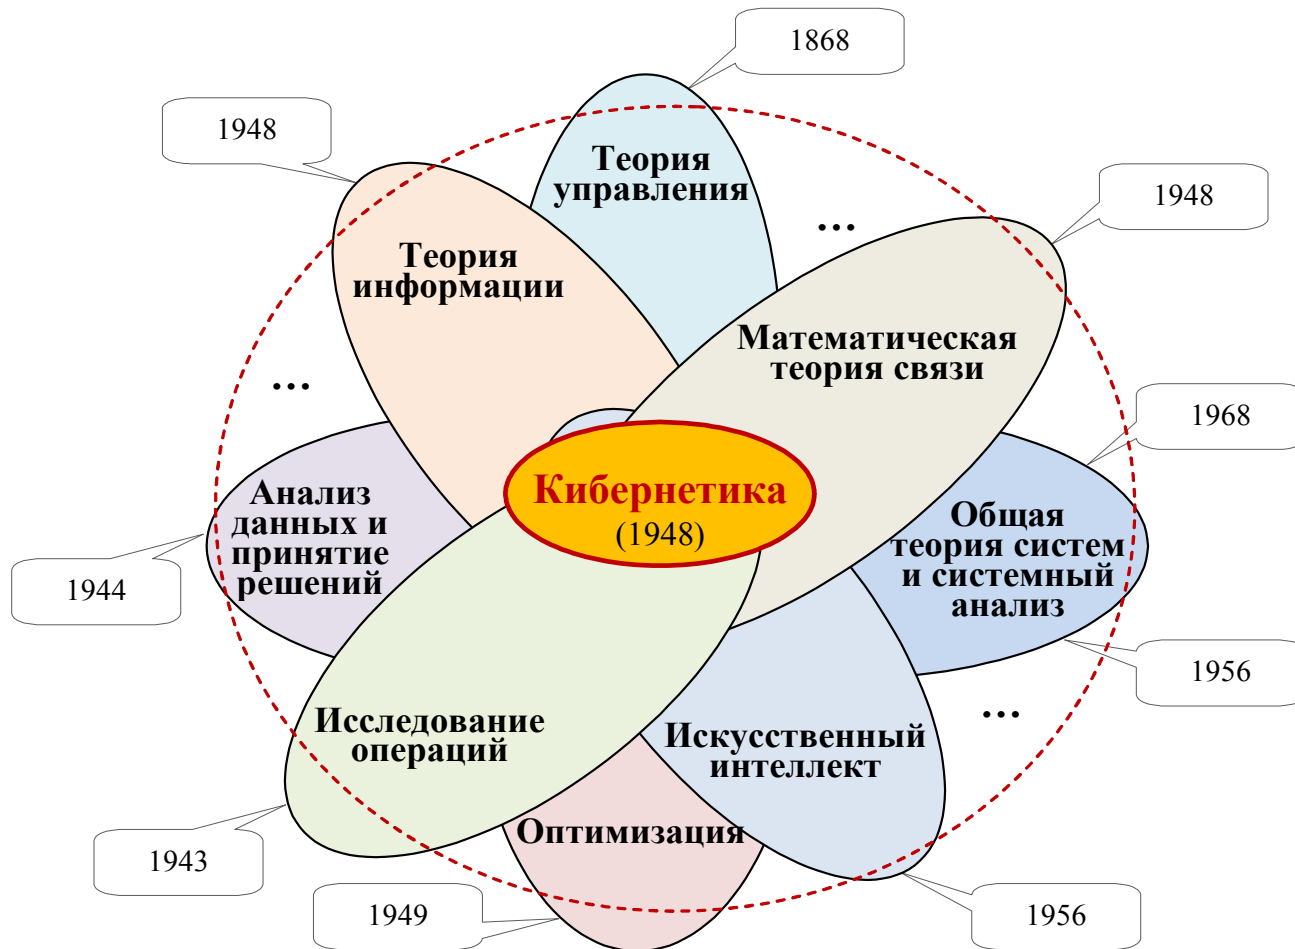 1868
1948
Теория
управления
1948
…
Теория
информации
Математическая
теория связи
…
1968
Кибернетика
(1948)
Анализ
данных и
принятие
решений
Общая
теория систем
и системный
анализ
1944
1956
…
Исследование
операций
Искусственный
интеллект
Оптимизация
1943
1949
1956